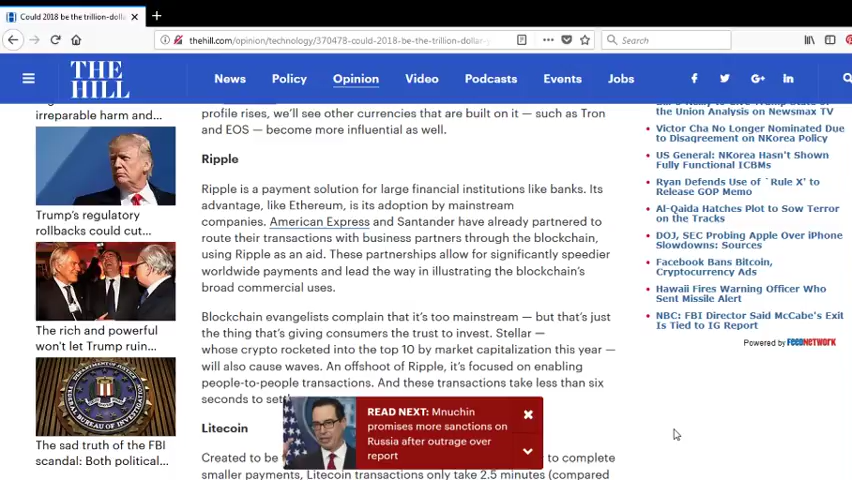 Could 2018 be the trillion-dolla
thehill.com/opinion/technology/370478-could-2018-be-the-trillion-dollar-y
Search
THE
HILL
News Policy Opinion Video Podcasts Events Jobs
irreparable harm and...
Trump's regulatory
rollbacks could cut...
The rich and powerful
won't let Trump ruin...
The sad truth of the FBI
scandal: Both political...
profile rises, we'll see other currencies that are built on it — such as Tron
and EOS — become more influential as well.
Ripple
Ripple is a payment solution for large financial institutions like banks. Its
advantage, like Ethereum, is its adoption by mainstream
companies. American Express and Santander have already partnered to
route their transactions with business partners through the blockchain,
using Ripple as an aid. These partnerships allow for significantly speedier
worldwide payments and lead the way in illustrating the blockchain's
broad commercial uses.
Blockchain evangelists complain that it's too mainstream — but that's just
the thing that's giving consumers the trust to invest. Stellar —
whose crypto rocketed into the top 10 by market capitalization this year —
will also cause waves. An offshoot of Ripple, it's focused on enabling
people-to-people transactions. And these transactions take less than six
seconds to
Litecoin
Created to be to complete
smaller payments, Litecoin transactions only take 2.5 minutes (compared
READ NEXT: Mnuchin
promises more sanctions on
Russia after outrage over
report
the Union Analysis on Newsmax TV
Victor Cha No Longer Nominated Due
to Disagreement on NKorea Policy
US General: NKorea Hasn't Shown
Fully Functional ICBMs
Ryan Defends Use of `Rule X' to
Release GOP Memo
Al-Qaida Hatches Plot to Sow Terror
on the Tracks
DOJ, SEC Probing Apple Over iPhone
Slowdowns: Sources
Facebook Bans Bitcoin,
Cryptocurrency Ads
Hawaii Fires Warning Officer Who
Sent Missile Alert
NBC: FBI Director Said McCabe's Exit
Is Tied to IG Report
Powered by FEEDNETWORK